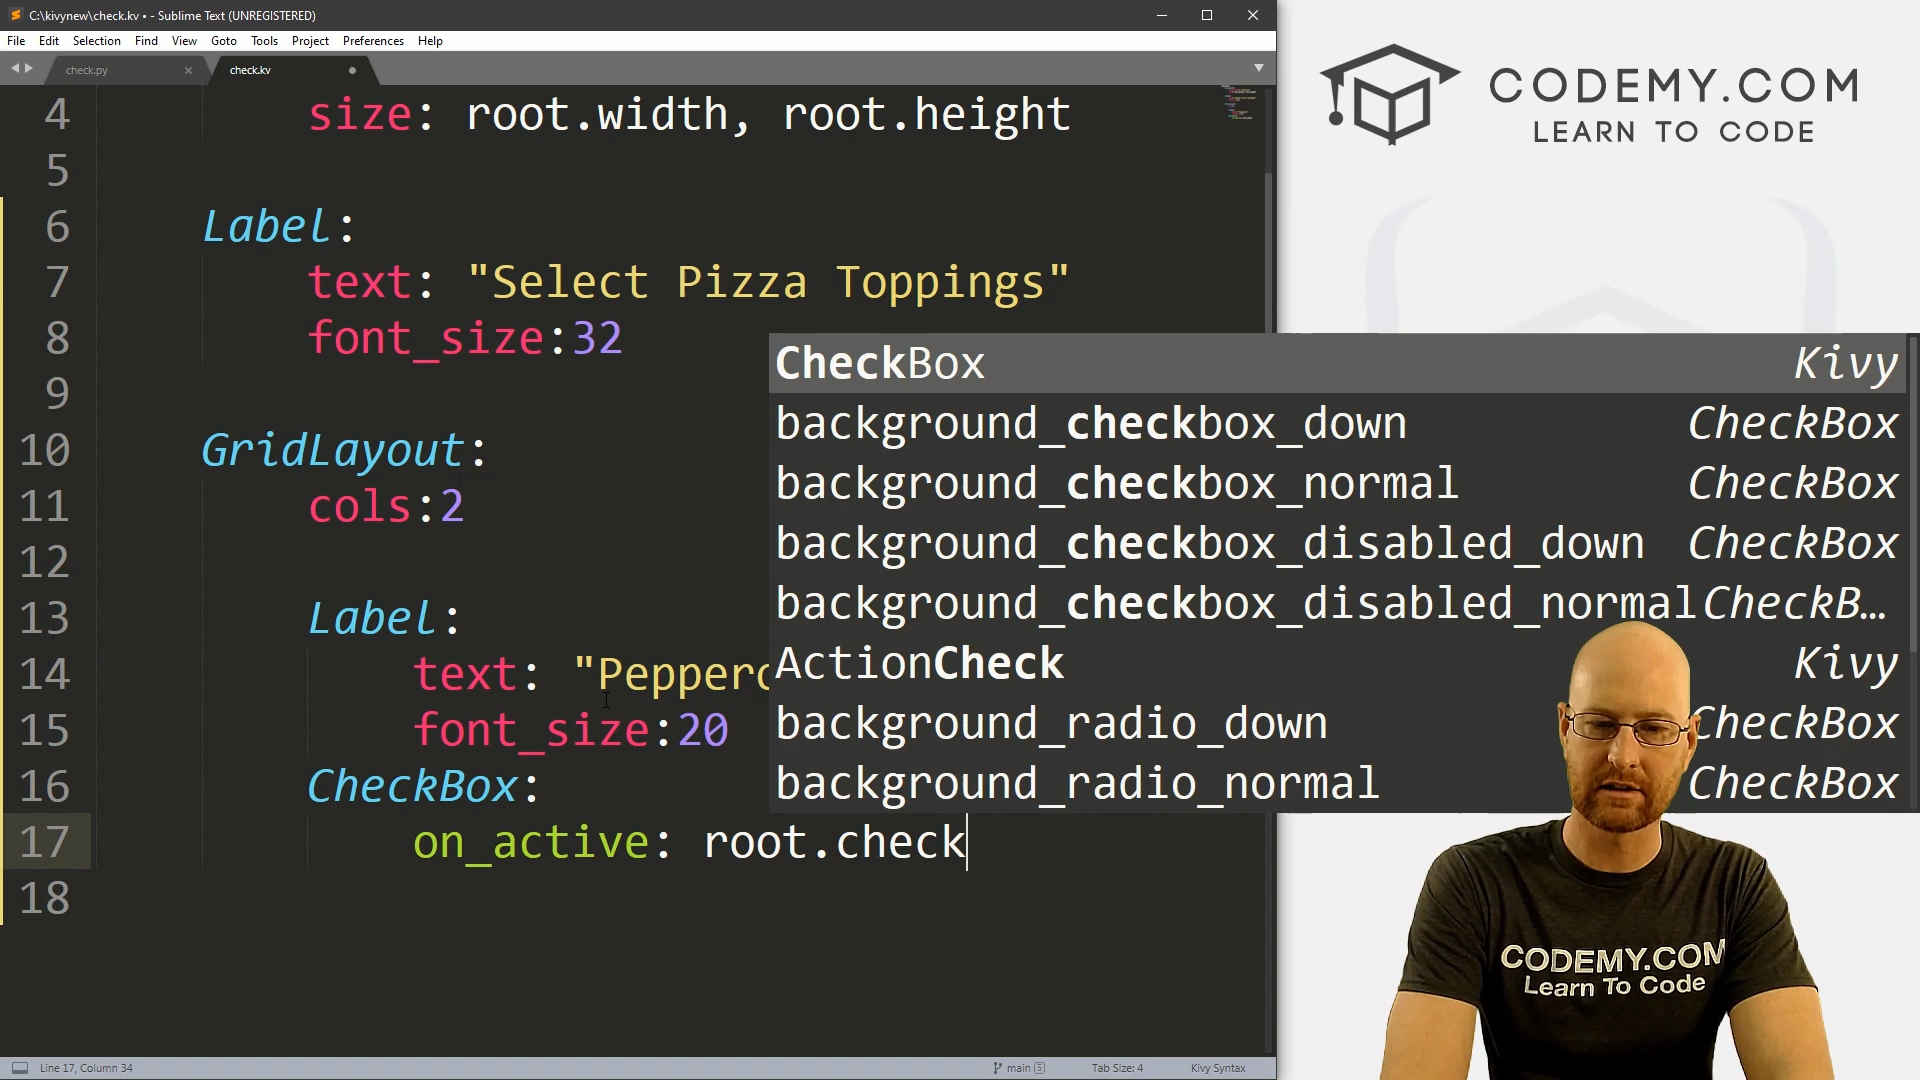 C:\kivynew\check.kv • - Sublime Text (UNREGISTERED)
File Edit Selection Find View Goto Tools Project Preferences Help
check.py
check.kv
4 size: root.width, root.height
5
6 Label:
7 text: "Select Pizza Toppings"
8 font_size:32
9
10 GridLayout:
11 cols:2
12
13 Label:
14 text: "Pepperc
15 font_size:20
16 CheckBox:
17 on_active: root.check
18
CheckBox Kivy
background_checkbox_down CheckBox
background_checkbox_normal CheckBox
background_checkbox_disabled_down CheckBox
background_checkbox_disabled_normal CheckB…
ActionCheck Kivy
background_radio_down CheckBox
background_radio_normal CheckBox
Line 17, Column 34
main 5
Tab Size: 4
Kivy Syntax
CODEMY.COM
LEARN TO CODE
CODEMY.COM
Learn To Code